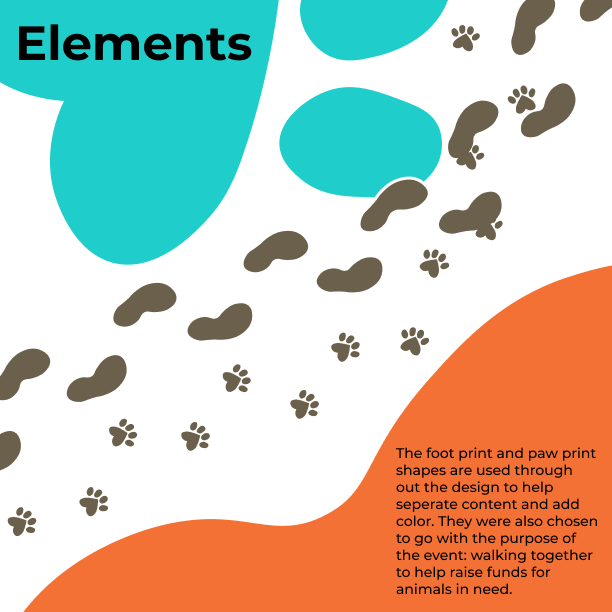 Elements
The foot print and paw print
shapes are used through
out the design to help
seperate content and add
color. They were also chosen
to go with the purpose of
the event: walking together
to help raise funds for
animals in need.